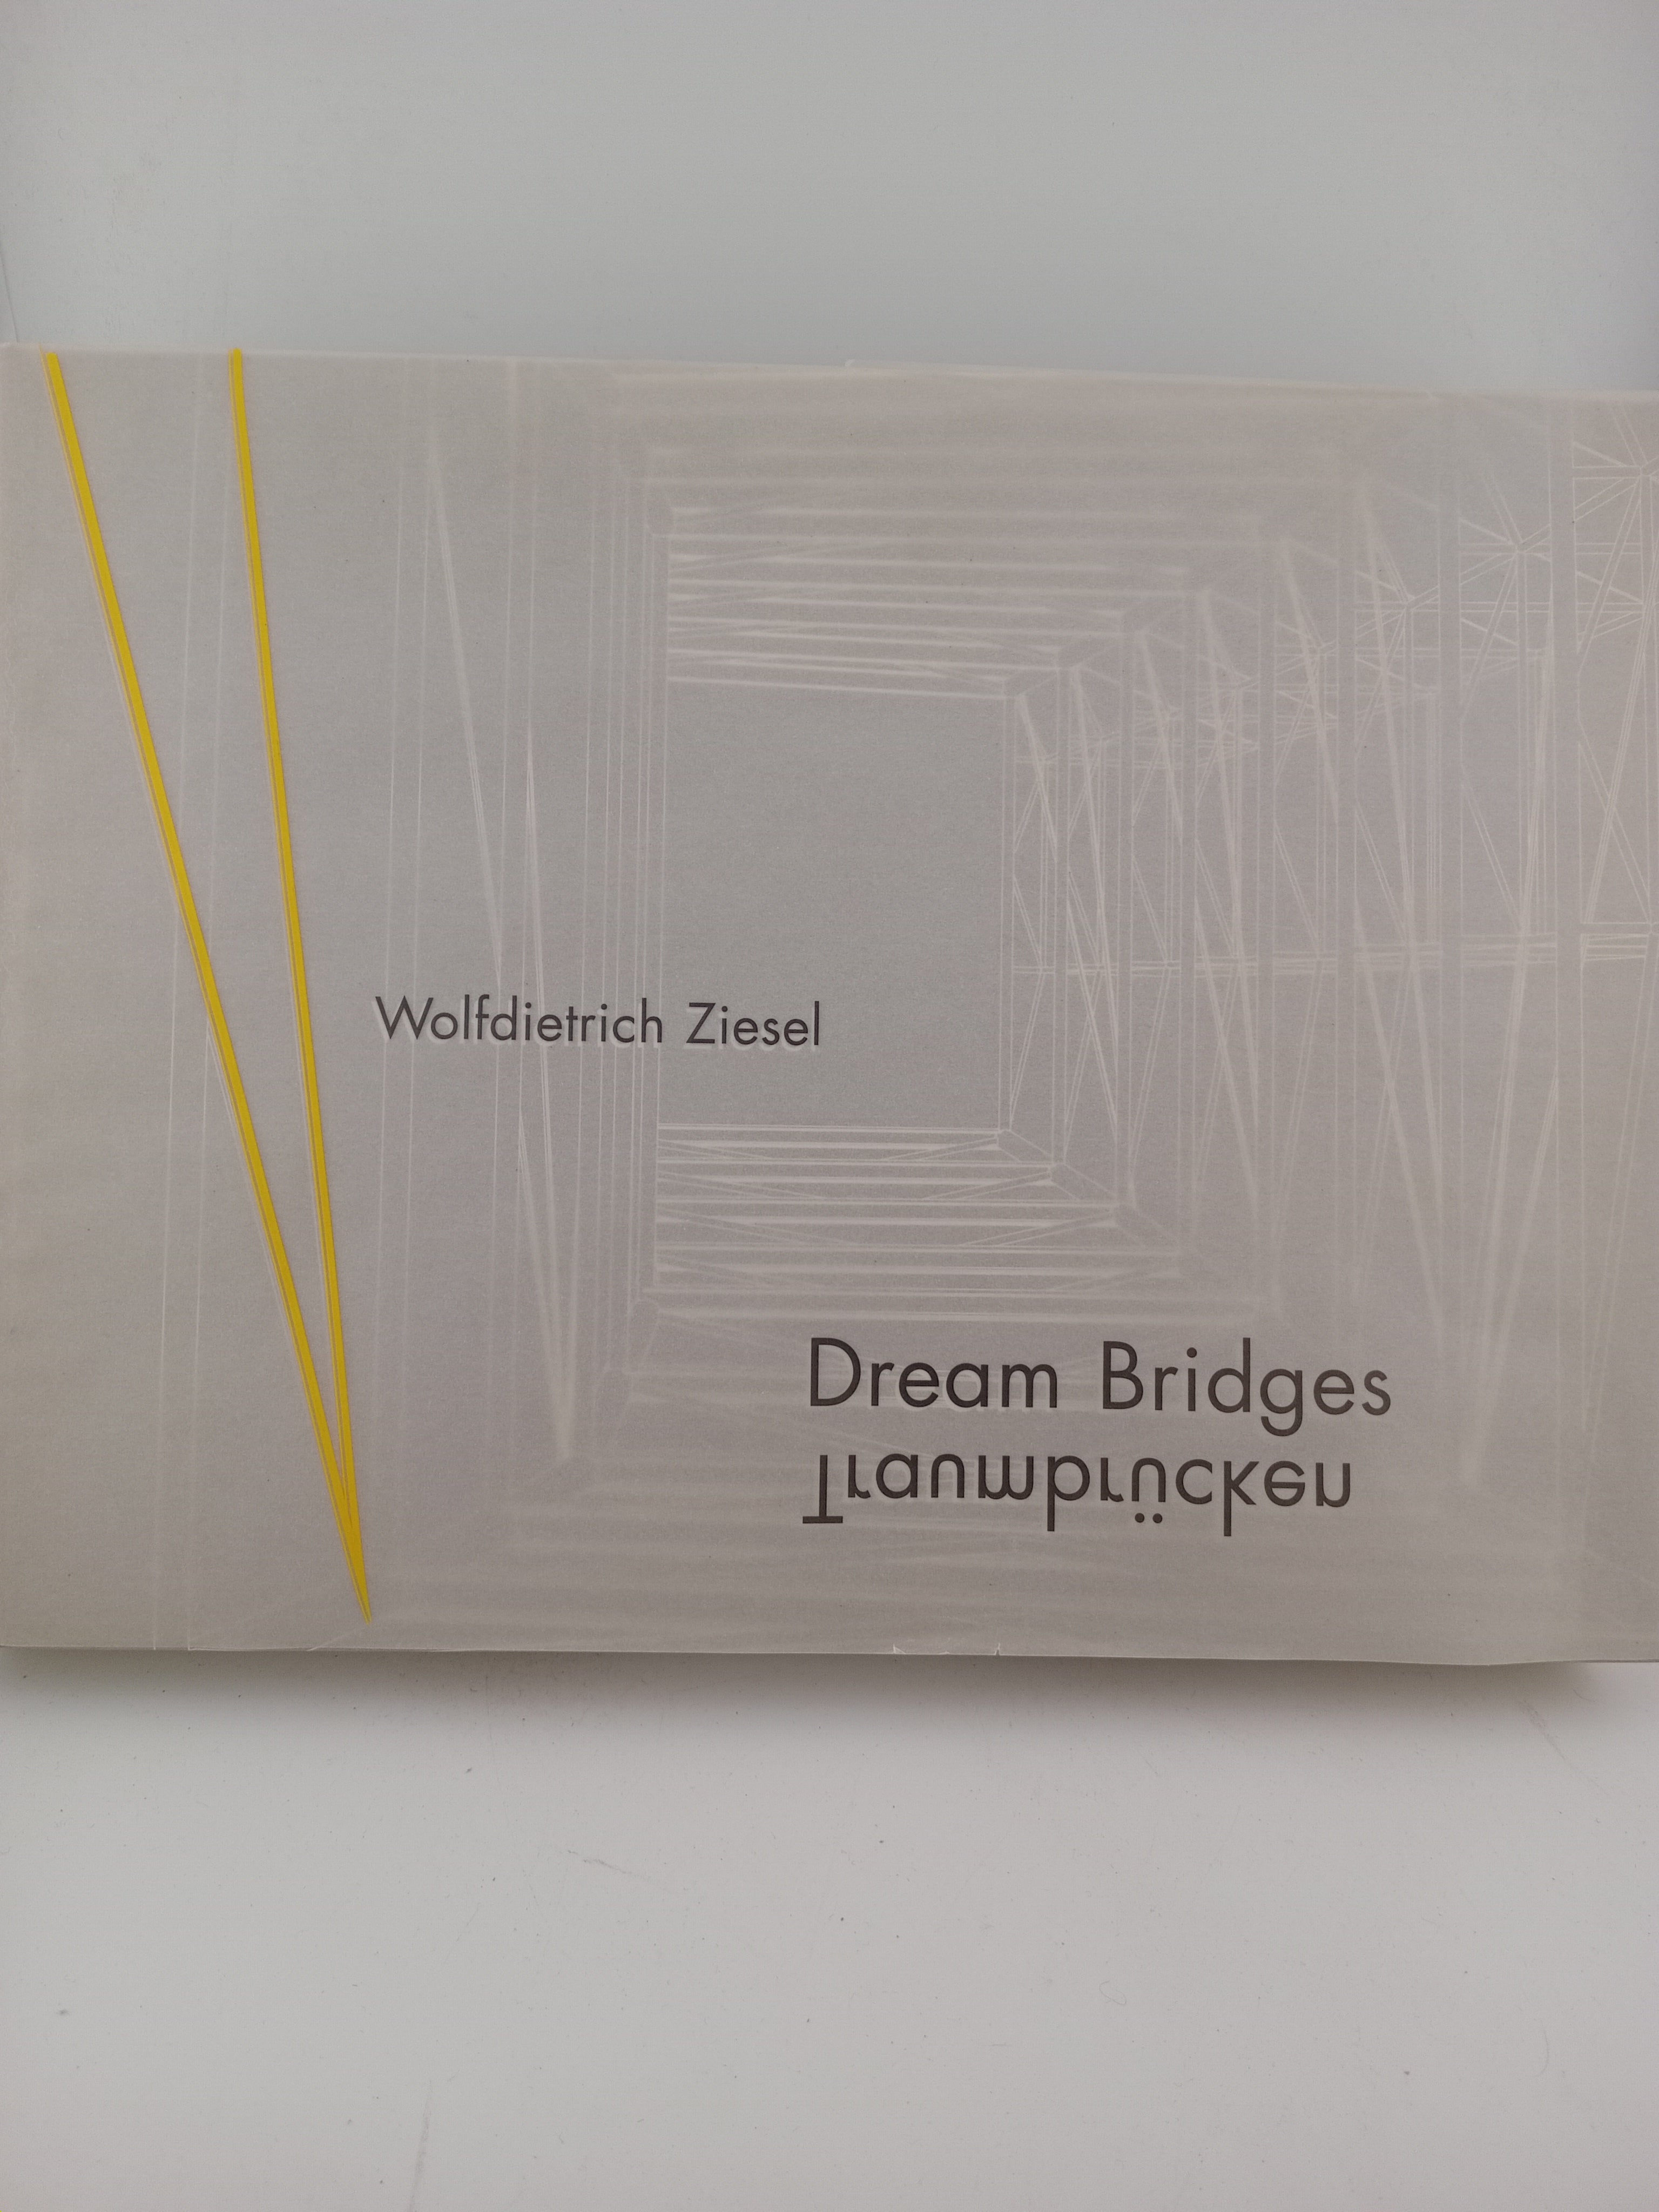 Wolfdietrich Ziesel
Dream Bridges
Traumbrücken